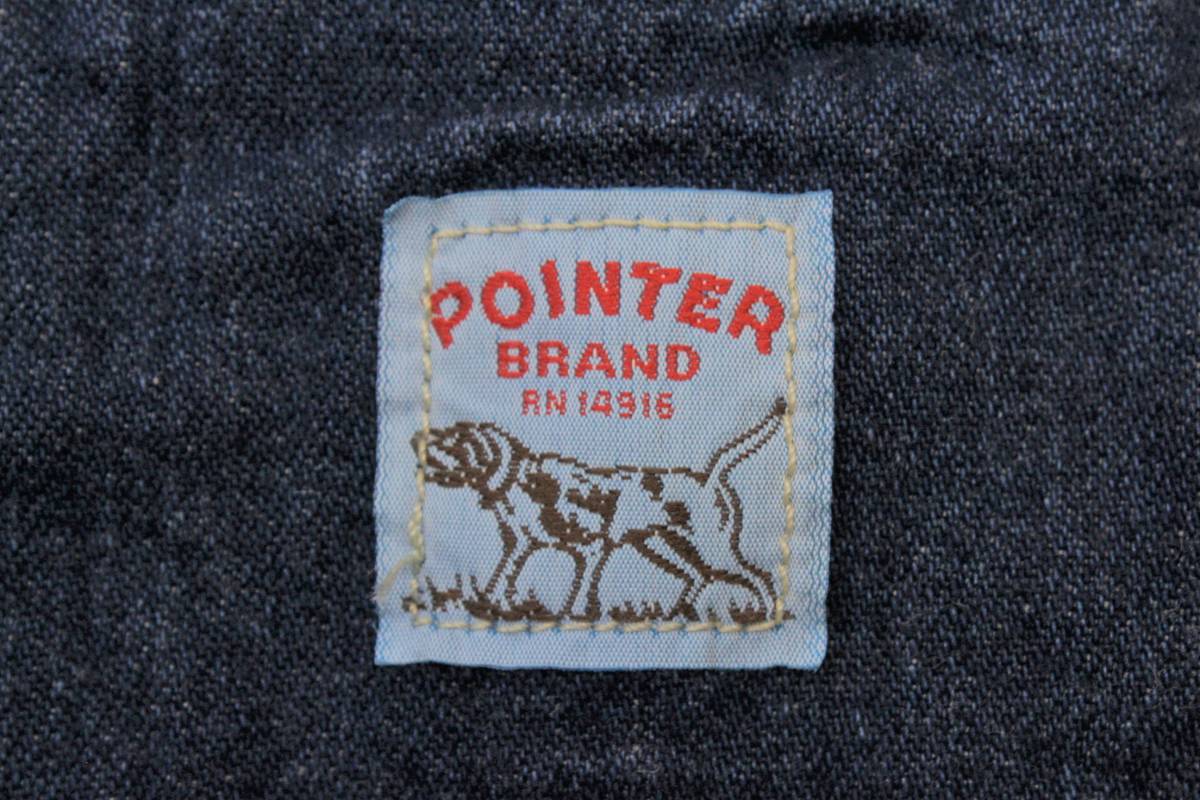 POINTER
BRAND
RN 14916